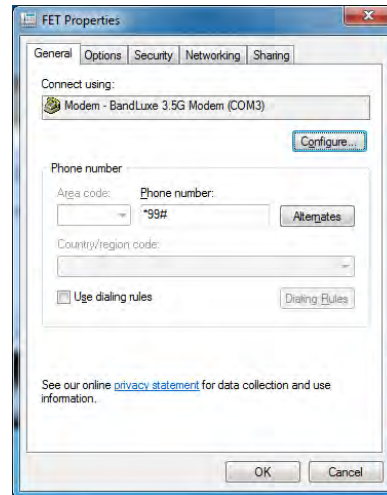 FET Properties
General Options Security Networking Sharing
Connect using:
Modem - BandLuxe 3.5G Modem (COM3)
Configure...
Phone number
Area code: Phone number:
*99#
Alternates
Country/region code:
Use dialing rules
Dialing Rules
See our online privacy statement for data collection and use
information.
OK Cancel